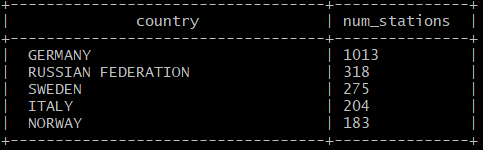 country | num_stations
GERMANY | 1013
RUSSIAN FEDERATION | 318
SWEDEN | 275
ITALY | 204
NORWAY | 183